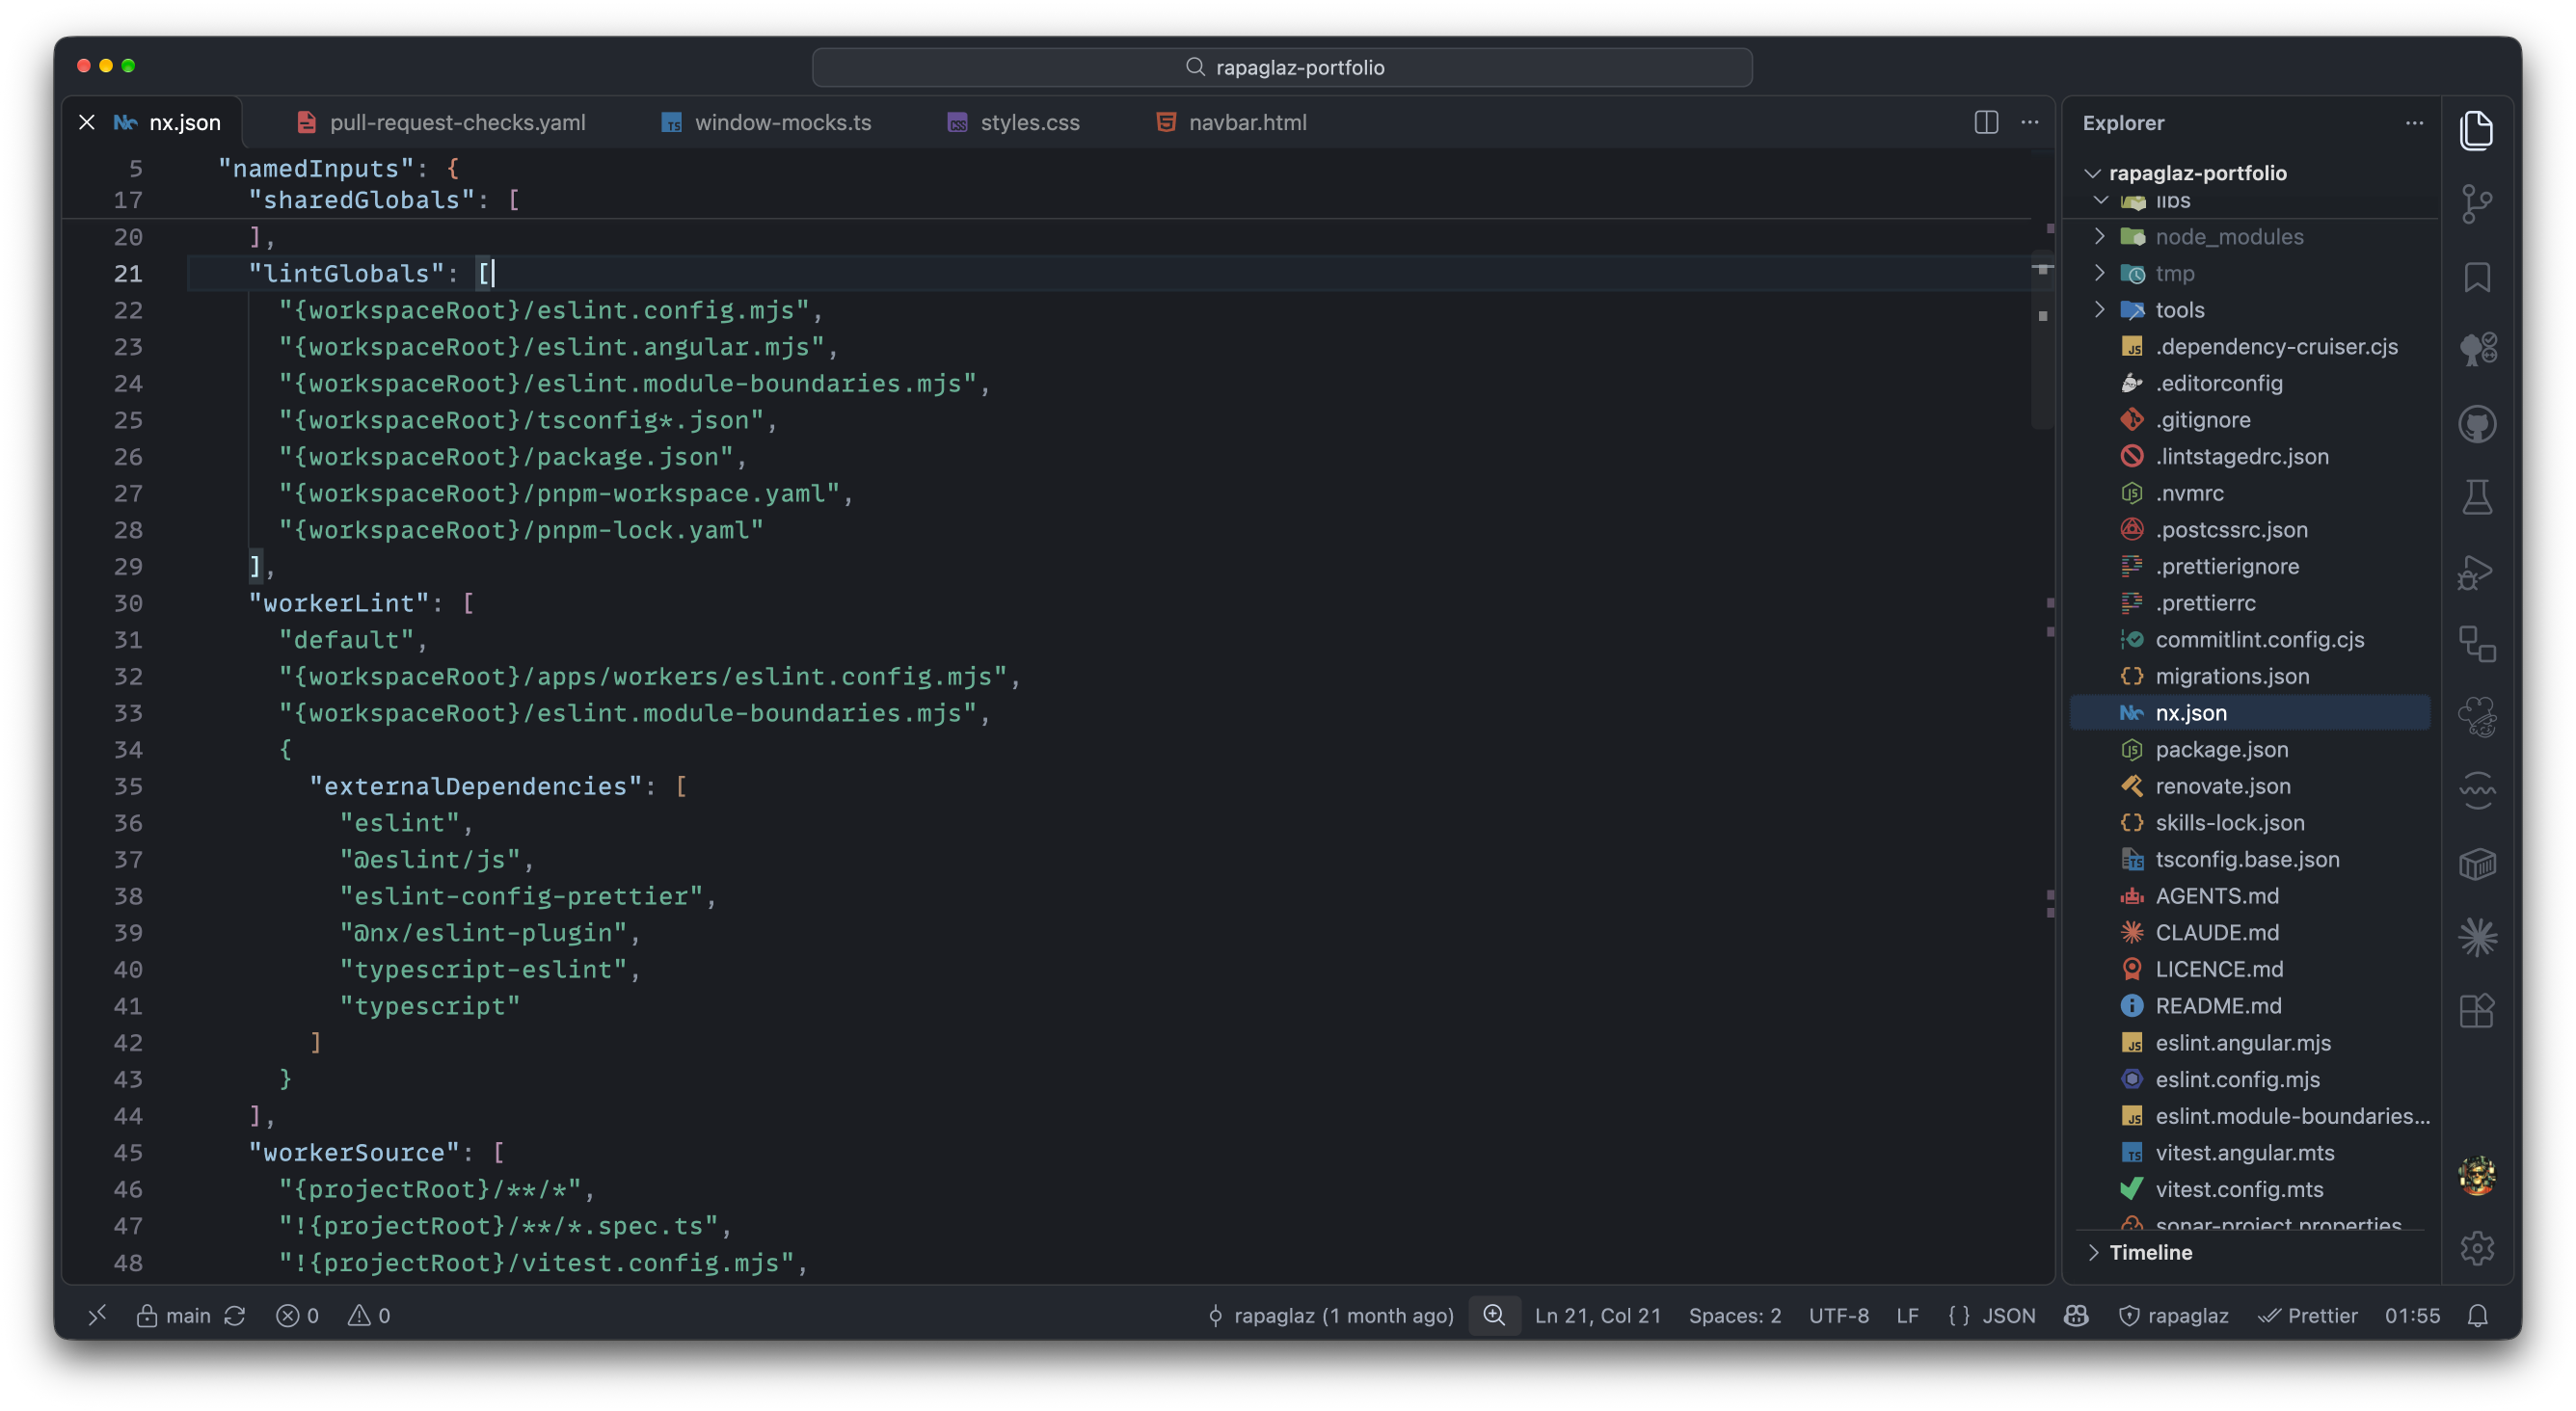 rapaglaz-portfolio
nx.json
pull-request-checks.yaml
window-mocks.ts
styles.css
navbar.html
5 "namedInputs": {
17 "sharedGlobals": [
20 ],
21 "lintGlobals": [
22 "{workspaceRoot}/eslint.config.mjs",
23 "{workspaceRoot}/eslint.angular.mjs",
24 "{workspaceRoot}/eslint.module-boundaries.mjs",
25 "{workspaceRoot}/tsconfig*.json",
26 "{workspaceRoot}/package.json",
27 "{workspaceRoot}/pnpm-workspace.yaml",
28 "{workspaceRoot}/pnpm-lock.yaml"
29 ],
30 "workerLint": [
31 "default",
32 "{workspaceRoot}/apps/workers/eslint.config.mjs",
33 "{workspaceRoot}/eslint.module-boundaries.mjs",
34 {
35 "externalDependencies": [
36 "eslint",
37 "@eslint/js",
38 "eslint-config-prettier",
39 "@nx/eslint-plugin",
40 "typescript-eslint",
41 "typescript"
42 ]
43 }
44 ],
45 "workerSource": [
46 "{projectRoot}/**/*",
47 "!{projectRoot}/**/*.spec.ts",
48 "!{projectRoot}/vitest.config.mjs",
Explorer
rapaglaz-portfolio
libs
node_modules
tmp
tools
.dependency-cruiser.cjs
.editorconfig
.gitignore
.lintstagedrc.json
.nvmrc
.postcssrc.json
.prettierignore
.prettierrc
commitlint.config.cjs
migrations.json
nx.json
package.json
renovate.json
skills-lock.json
tsconfig.base.json
AGENTS.md
CLAUDE.md
LICENCE.md
README.md
eslint.angular.mjs
eslint.config.mjs
eslint.module-boundaries...
vitest.angular.mts
vitest.config.mts
sonar-project.properties
Timeline
main 0 0 rapaglaz (1 month ago) Ln 21, Col 21 Spaces: 2 UTF-8 LF { } JSON rapaglaz Prettier 01:55